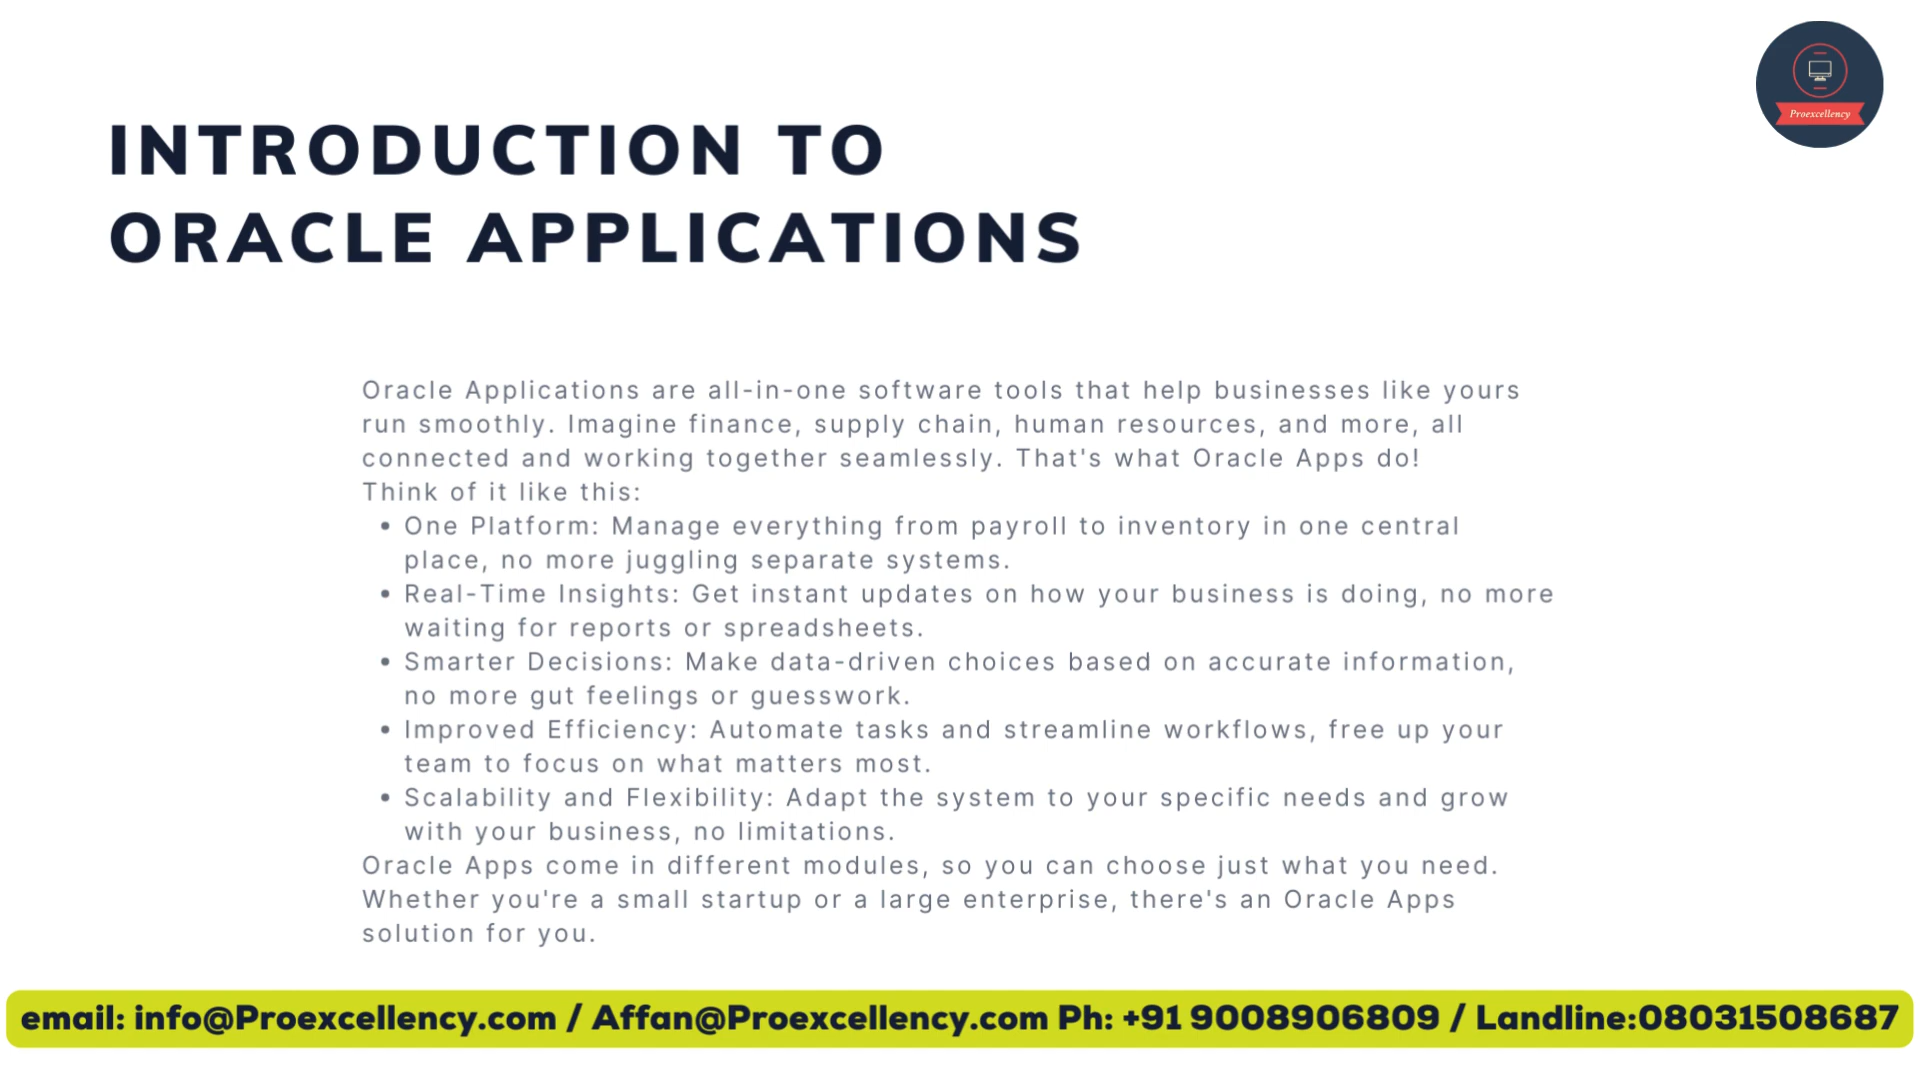 Proexcellency
INTRODUCTION TO
ORACLE APPLICATIONS
Oracle Applications are all-in-one software tools that help businesses like yours
run smoothly. Imagine finance, supply chain, human resources, and more, all
connected and working together seamlessly. That's what Oracle Apps do!
Think of it like this:
• One Platform: Manage everything from payroll to inventory in one central
place, no more juggling separate systems.
• Real-Time Insights: Get instant updates on how your business is doing, no more
waiting for reports or spreadsheets.
• Smarter Decisions: Make data-driven choices based on accurate information,
no more gut feelings or guesswork.
• Improved Efficiency: Automate tasks and streamline workflows, free up your
team to focus on what matters most.
• Scalability and Flexibility: Adapt the system to your specific needs and grow
with your business, no limitations.
Oracle Apps come in different modules, so you can choose just what you need.
Whether you're a small startup or a large enterprise, there's an Oracle Apps
solution for you.
email: info@Proexcellency.com / Affan@Proexcellency.com Ph: +91 9008906809 / Landline:08031508687